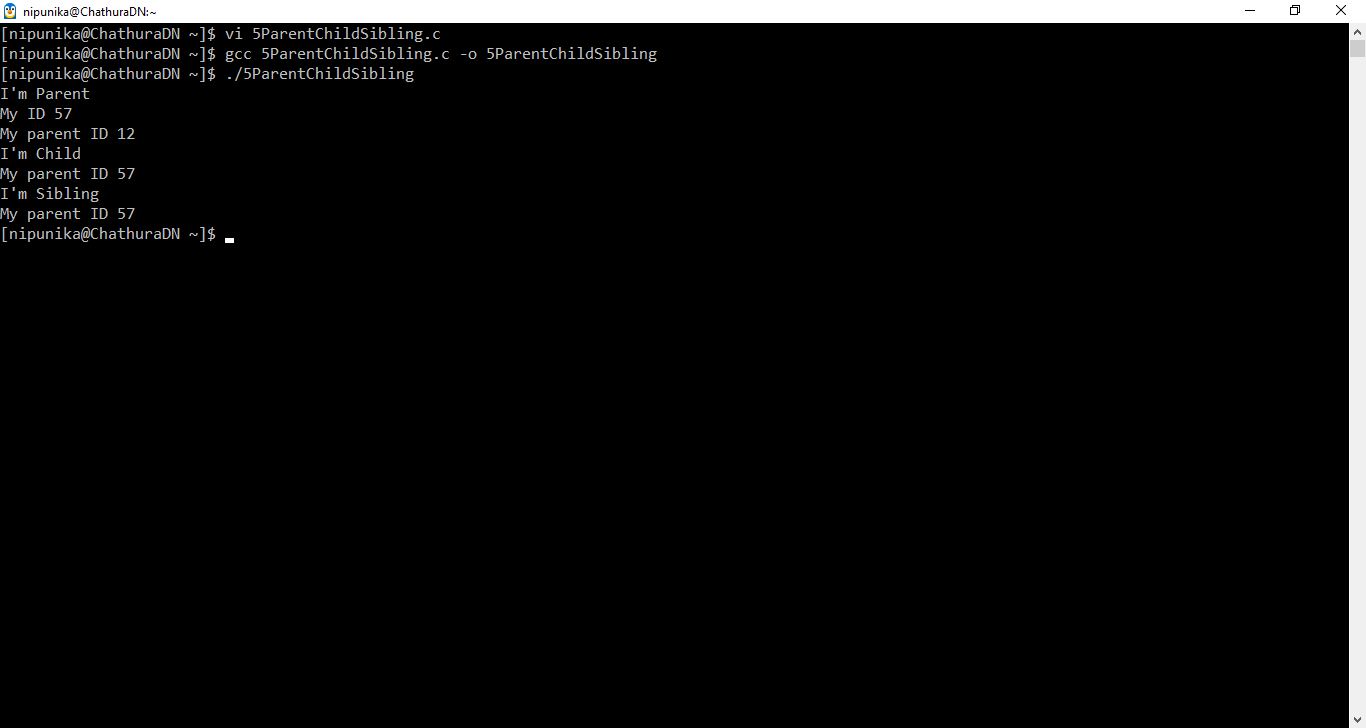 nipunika@ChathuraDN:~
[nipunika@ChathuraDN ~]$ vi 5ParentChildSibling.c
[nipunika@ChathuraDN ~]$ gcc 5ParentChildSibling.c -o 5ParentChildSibling
[nipunika@ChathuraDN ~]$ ./5ParentChildSibling
I'm Parent
My ID 57
My parent ID 12
I'm Child
My parent ID 57
I'm Sibling
My parent ID 57
[nipunika@ChathuraDN ~]$